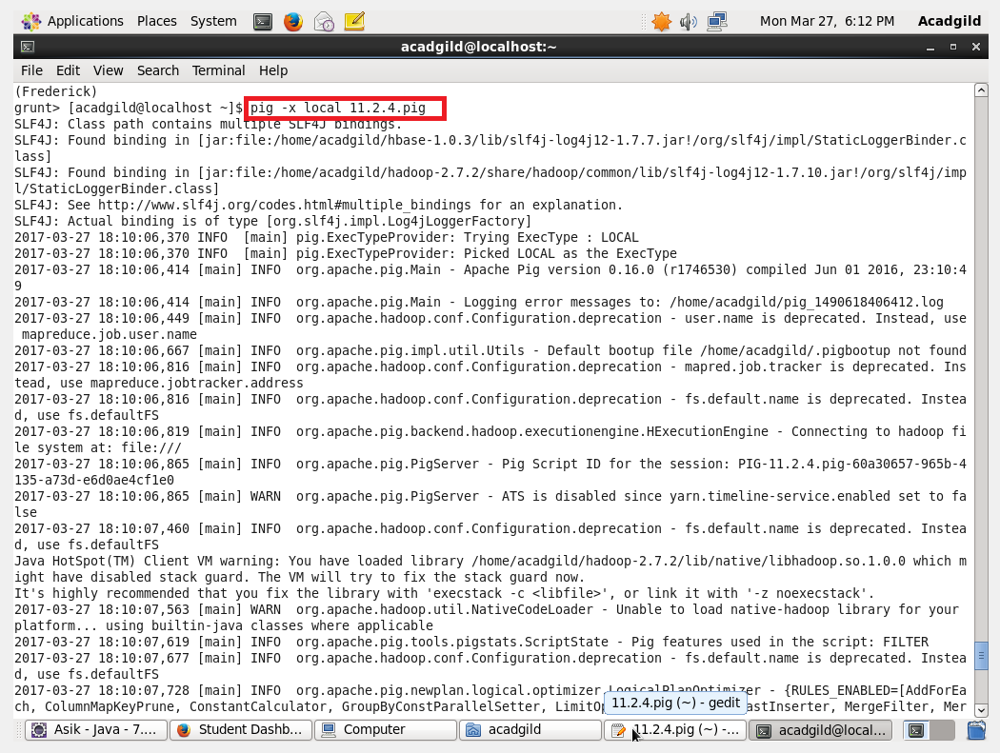 Applications Places System Mon Mar 27, 6:12 PM Acadgild
acadgild@localhost:~
File Edit View Search Terminal Help
(Frederick)
grunt> [acadgild@localhost ~]$ pig -x local 11.2.4.pig
SLF4J: Class path contains multiple SLF4J bindings.
SLF4J: Found binding in [jar:file:/home/acadgild/hbase-1.0.3/lib/slf4j-log4j12-1.7.7.jar!/org/slf4j/impl/StaticLoggerBinder.c
lass]
SLF4J: Found binding in [jar:file:/home/acadgild/hadoop-2.7.2/share/hadoop/common/lib/slf4j-log4j12-1.7.10.jar!/org/slf4j/imp
l/StaticLoggerBinder.class]
SLF4J: See http://www.slf4j.org/codes.html#multiple_bindings for an explanation.
SLF4J: Actual binding is of type [org.slf4j.impl.Log4jLoggerFactory]
2017-03-27 18:10:06,370 INFO  [main] pig.ExecTypeProvider: Trying ExecType : LOCAL
2017-03-27 18:10:06,370 INFO  [main] pig.ExecTypeProvider: Picked LOCAL as the ExecType
2017-03-27 18:10:06,414 [main] INFO  org.apache.pig.Main - Apache Pig version 0.16.0 (r1746530) compiled Jun 01 2016, 23:10:4
9
2017-03-27 18:10:06,414 [main] INFO  org.apache.pig.Main - Logging error messages to: /home/acadgild/pig_1490618406412.log
2017-03-27 18:10:06,449 [main] INFO  org.apache.hadoop.conf.Configuration.deprecation - user.name is deprecated. Instead, use
 mapreduce.job.user.name
2017-03-27 18:10:06,667 [main] INFO  org.apache.pig.impl.util.Utils - Default bootup file /home/acadgild/.pigbootup not found
2017-03-27 18:10:06,816 [main] INFO  org.apache.hadoop.conf.Configuration.deprecation - mapred.job.tracker is deprecated. Ins
tead, use mapreduce.jobtracker.address
2017-03-27 18:10:06,816 [main] INFO  org.apache.hadoop.conf.Configuration.deprecation - fs.default.name is deprecated. Instea
d, use fs.defaultFS
2017-03-27 18:10:06,819 [main] INFO  org.apache.pig.backend.hadoop.executionengine.HExecutionEngine - Connecting to hadoop fi
le system at: file:///
2017-03-27 18:10:06,865 [main] INFO  org.apache.pig.PigServer - Pig Script ID for the session: PIG-11.2.4.pig-60a30657-965b-4
135-a73d-e6d0ae4cf1e0
2017-03-27 18:10:06,865 [main] WARN  org.apache.pig.PigServer - ATS is disabled since yarn.timeline-service.enabled set to fa
lse
2017-03-27 18:10:07,460 [main] INFO  org.apache.hadoop.conf.Configuration.deprecation - fs.default.name is deprecated. Instea
d, use fs.defaultFS
Java HotSpot(TM) Client VM warning: You have loaded library /home/acadgild/hadoop-2.7.2/lib/native/libhadoop.so.1.0.0 which m
ight have disabled stack guard. The VM will try to fix the stack guard now.
It's highly recommended that you fix the library with 'execstack -c <libfile>', or link it with '-z noexecstack'.
2017-03-27 18:10:07,563 [main] WARN  org.apache.hadoop.util.NativeCodeLoader - Unable to load native-hadoop library for your
platform... using builtin-java classes where applicable
2017-03-27 18:10:07,619 [main] INFO  org.apache.pig.tools.pigstats.ScriptState - Pig features used in the script: FILTER
2017-03-27 18:10:07,677 [main] INFO  org.apache.hadoop.conf.Configuration.deprecation - fs.default.name is deprecated. Instea
d, use fs.defaultFS
2017-03-27 18:10:07,728 [main] INFO  org.apache.pig.newplan.logical.optimizer.LogicalPlanOptimizer - {RULES_ENABLED=[AddForEa
ch, ColumnMapKeyPrune, ConstantCalculator, GroupByConstParallelSetter, astInserter, MergeFilter, Mer
11.2.4.pig (~) - gedit
Asik - Java - 7.... Student Dashb... Computer acadgild 11.2.4.pig (~) -... acadgild@local...